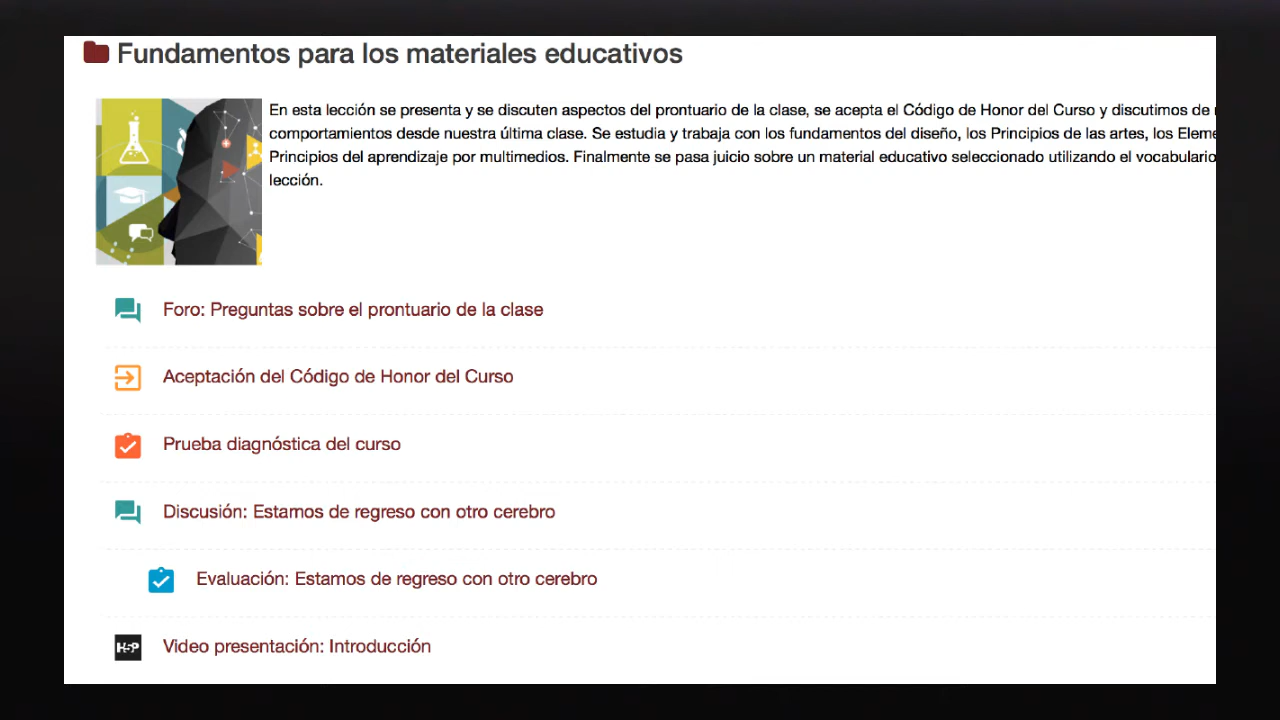 Fundamentos para los materiales educativos
En esta lección se presenta y se discuten aspectos del prontuario de la clase, se acepta el Código de Honor del Curso y discutimos de
comportamientos desde nuestra última clase. Se estudia y trabaja con los fundamentos del diseño, los Principios de las artes, los
Principios del aprendizaje por multimedios. Finalmente se pasa juicio sobre un material educativo seleccionado utilizando el vocabulario
lección.
Foro: Preguntas sobre el prontuario de la clase
Aceptación del Código de Honor del Curso
Prueba diagnóstica del curso
Discusión: Estamos de regreso con otro cerebro
Evaluación: Estamos de regreso con otro cerebro
H5P
Video presentación: Introducción